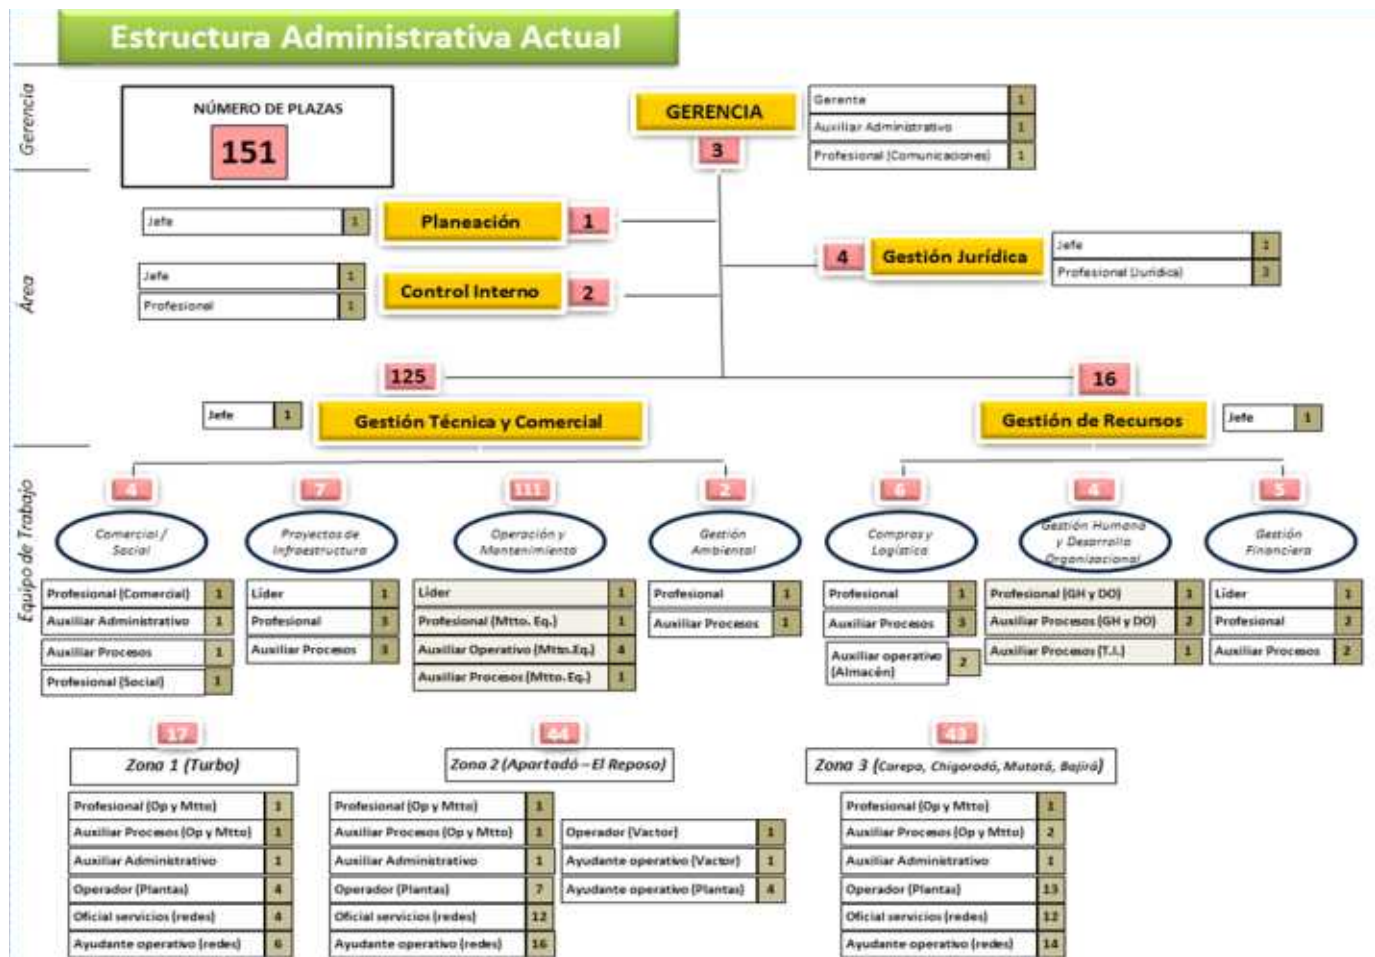 Estructura Administrativa Actual
Gerencia
NÚMERO DE PLAZAS
151
GERENCIA
3
Gerente 1
Auxiliar Administrativo 1
Profesional (Comunicaciones) 1
Área
Jefe 1
Planeación 1
Jefe 1
Profesional 1
Control Interno 2
4 Gestión Jurídica
Jefe 1
Profesional (Jurídica) 3
125
Jefe 1
Gestión Técnica y Comercial
16
Gestión de Recursos
Jefe 1
Equipo de Trabajo
4
Comercial /
Social
Profesional (Comercial) 1
Auxiliar Administrativo 1
Auxiliar Procesos 1
Profesional (Social) 1
7
Proyectos de
Infraestructura
Líder 1
Profesional 3
Auxiliar Procesos 3
111
Operación y
Mantenimiento
Líder 1
Profesional (Mtto. Eq.) 1
Auxiliar Operativo (Mtto.Eq.) 4
Auxiliar Procesos (Mtto. Eq.) 1
2
Gestión
Ambiental
Profesional 1
Auxiliar Procesos 1
6
Compras y
Logística
Profesional 1
Auxiliar Procesos 3
Auxiliar operativo
(Almacén) 2
4
Gestión Humana
y Desarrollo
Organizacional
Profesional (GH y DO) 1
Auxiliar Procesos (GH y DO) 2
Auxiliar Procesos (T.I.) 1
5
Gestión
Financiera
Líder 1
Profesional 2
Auxiliar Procesos 2
17
Zona 1 (Turbo)
Profesional (Op y Mtto) 1
Auxiliar Procesos (Op y Mtto) 1
Auxiliar Administrativo 1
Operador (Plantas) 4
Oficial servicios (redes) 4
Ayudante operativo (redes) 6
44
Zona 2 (Apartadó – El Reposo)
Profesional (Op y Mtto) 1
Auxiliar Procesos (Op y Mtto) 1
Auxiliar Administrativo 1
Operador (Plantas) 7
Oficial servicios (redes) 12
Ayudante operativo (redes) 16
Operador (Vactor) 1
Ayudante operativo (Vactor) 1
Ayudante operativo (Plantas) 4
43
Zona 3 (Carepa, Chigorodó, Mutatá, Bajirá)
Profesional (Op y Mtto) 1
Auxiliar Procesos (Op y Mtto) 2
Auxiliar Administrativo 1
Operador (Plantas) 13
Oficial servicios (redes) 12
Ayudante operativo (redes) 14